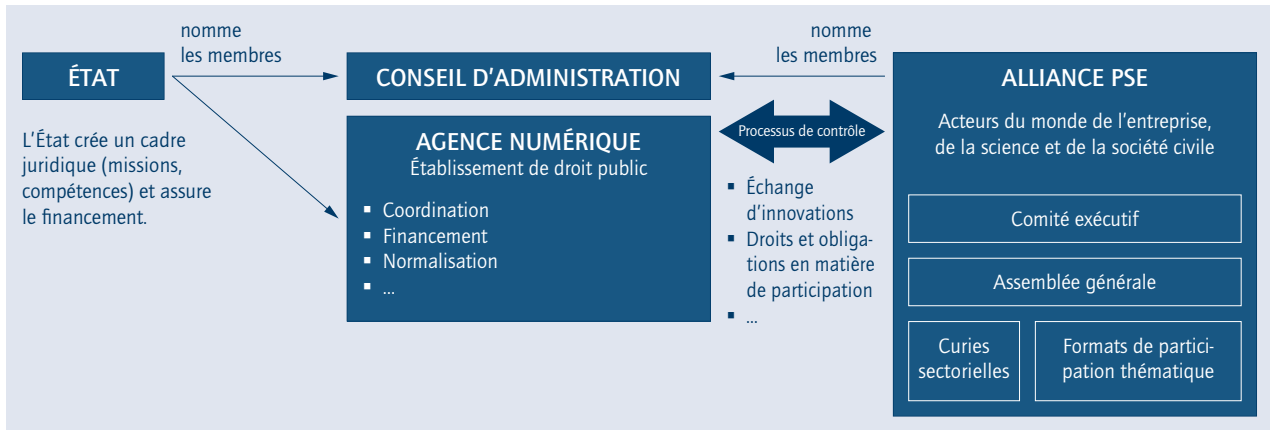 nomme
les membres
ÉTAT
L'État crée un cadre
juridique (missions,
compétences) et assure
le financement.
CONSEIL D'ADMINISTRATION
AGENCE NUMÉRIQUE
Établissement de droit public
▪ Coordination
▪ Financement
▪ Normalisation
▪ ...
nomme
les membres
Processus de contrôle
▪ Échange
d'innovations
▪ Droits et obliga-
tions en matière
de participation
▪ ...
ALLIANCE PSE
Acteurs du monde de l'entreprise,
de la science et de la société civile
Comité exécutif
Assemblée générale
Curies
sectorielles
Formats de partici-
pation thématique